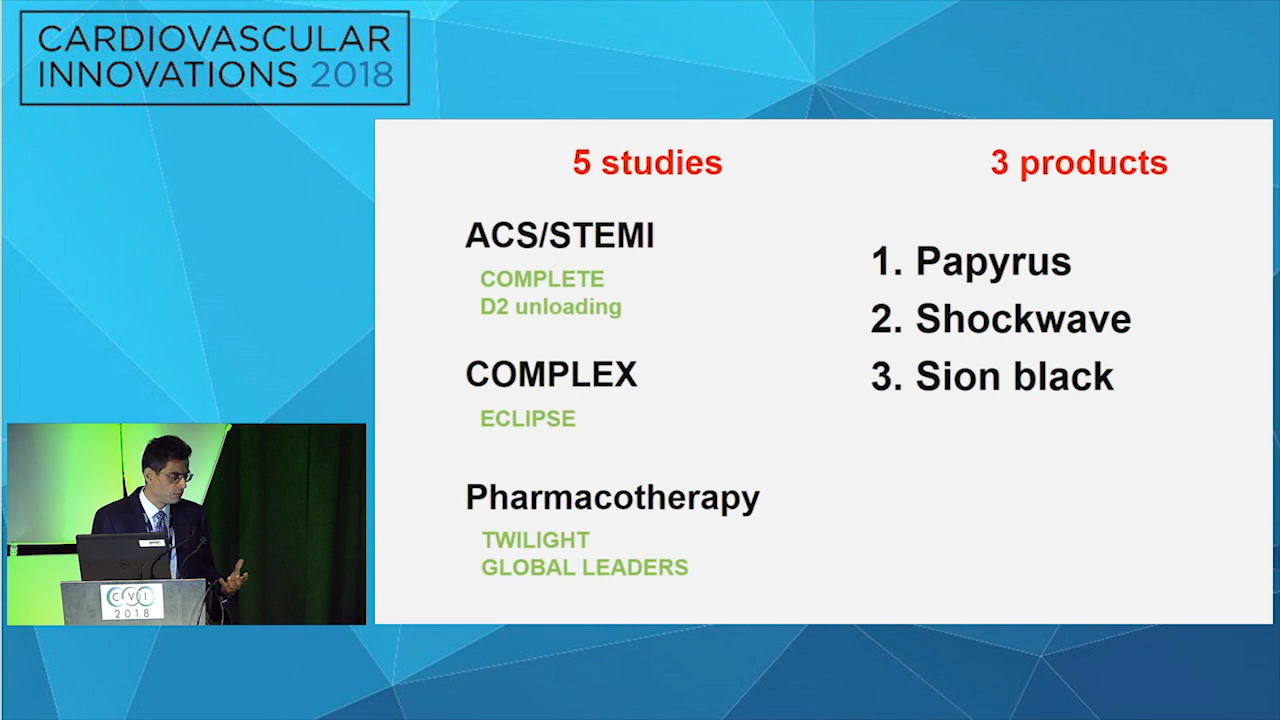 CARDIOVASCULAR
INNOVATIONS 2018
5 studies
ACS/STEMI
COMPLETE
D2 unloading
COMPLEX
ECLIPSE
Pharmacotherapy
TWILIGHT
GLOBAL LEADERS
3 products
1. Papyrus
2. Shockwave
3. Sion black
CVI
2018